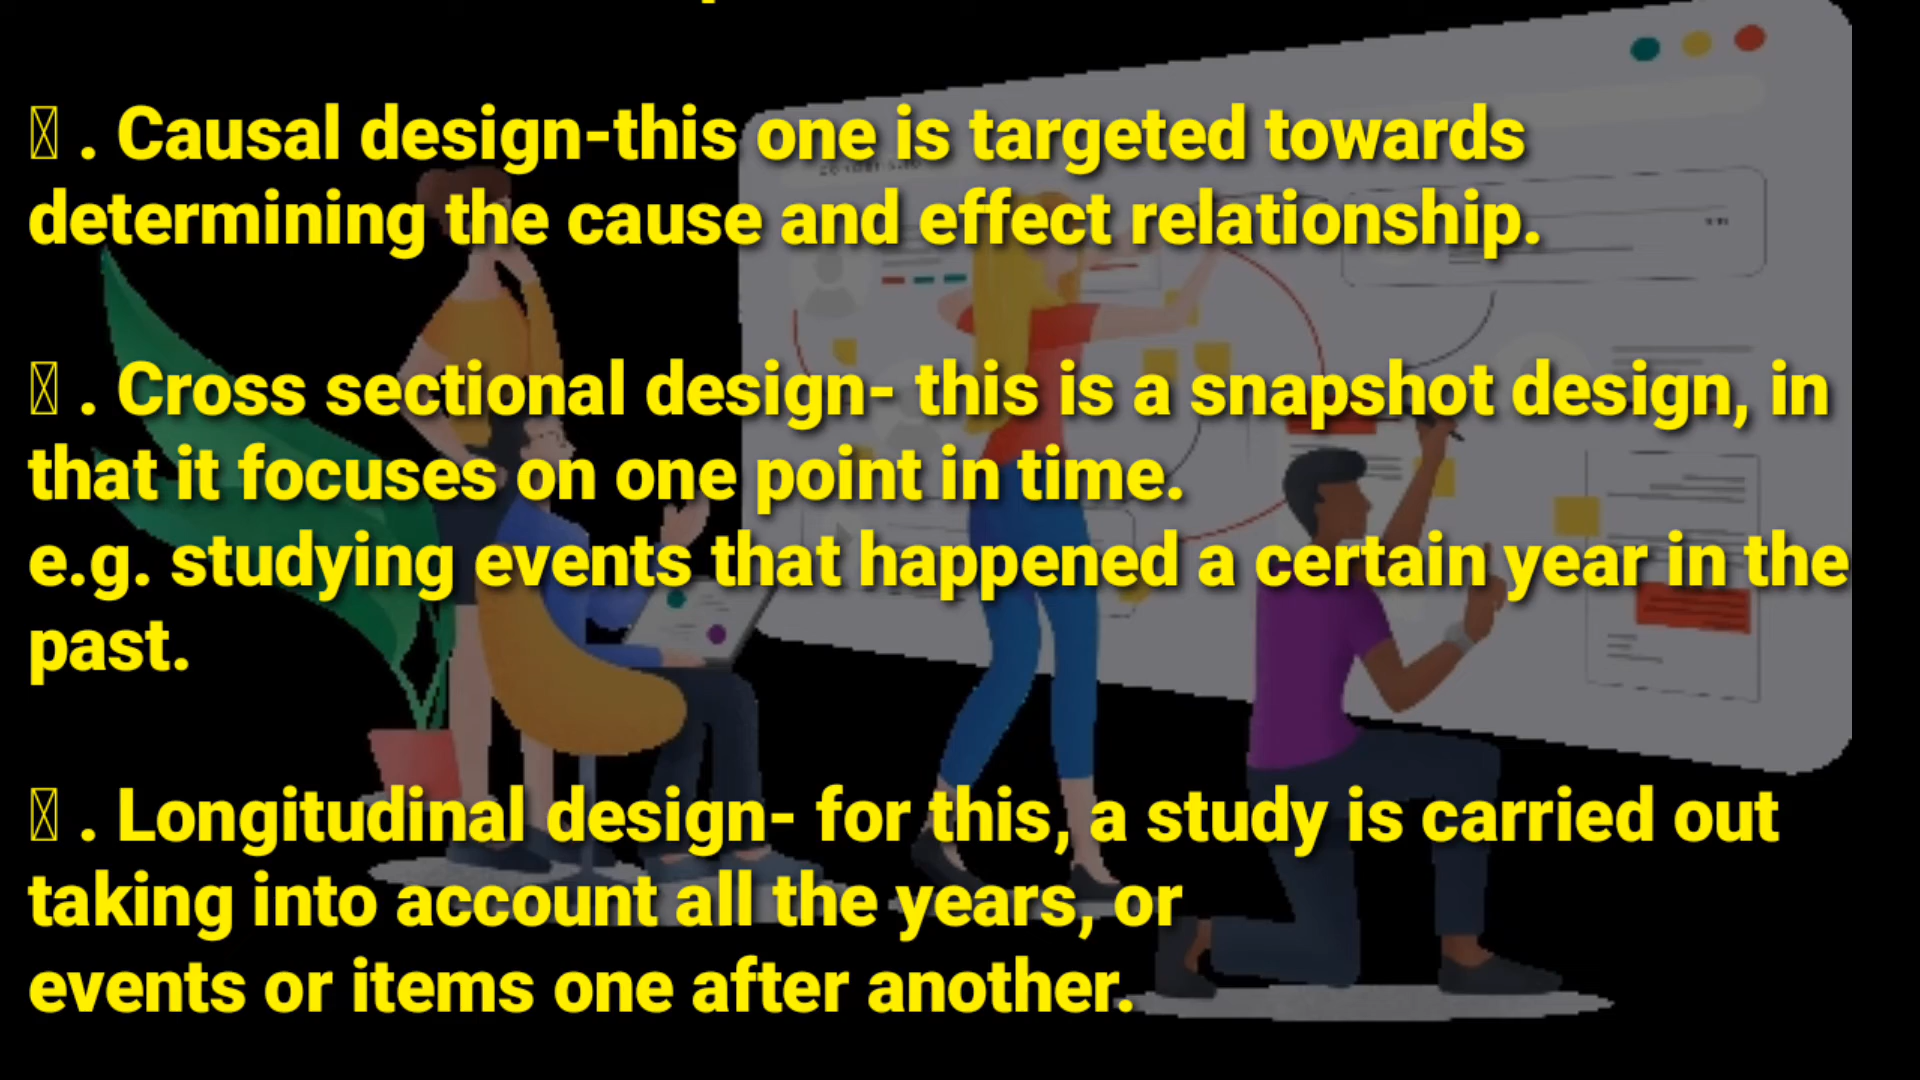 . Causal design-this one is targeted towards
determining the cause and effect relationship.
. Cross sectional design- this is a snapshot design, in
that it focuses on one point in time.
e.g. studying events that happened a certain year in the
past.
. Longitudinal design- for this, a study is carried out
taking into account all the years, or
events or items one after another.